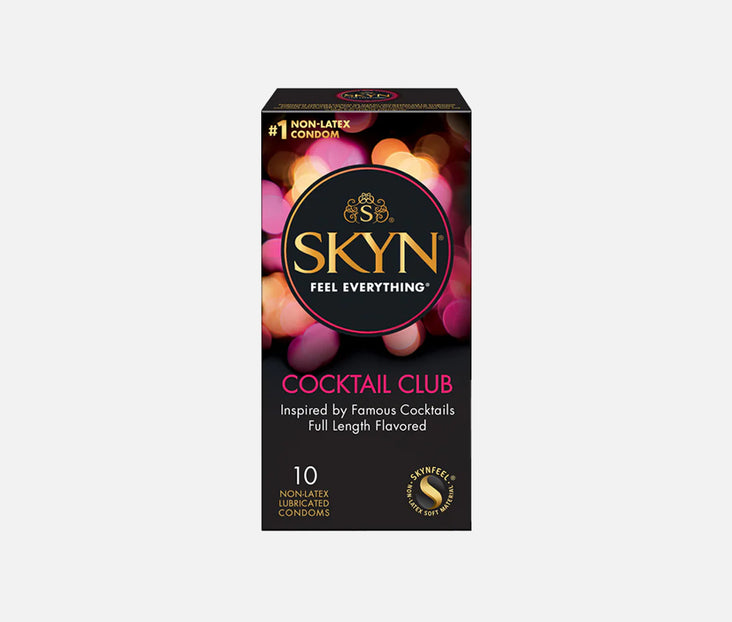 SKYN
#1 NON-LATEX
CONDOM
S
SKYN®
FEEL EVERYTHING®
COCKTAIL CLUB
Inspired by Famous Cocktails
Full Length Flavored
10
NON-LATEX
LUBRICATED
CONDOMS
·SKYNFEEL·®
NON-LATEX SOFT MATERIAL